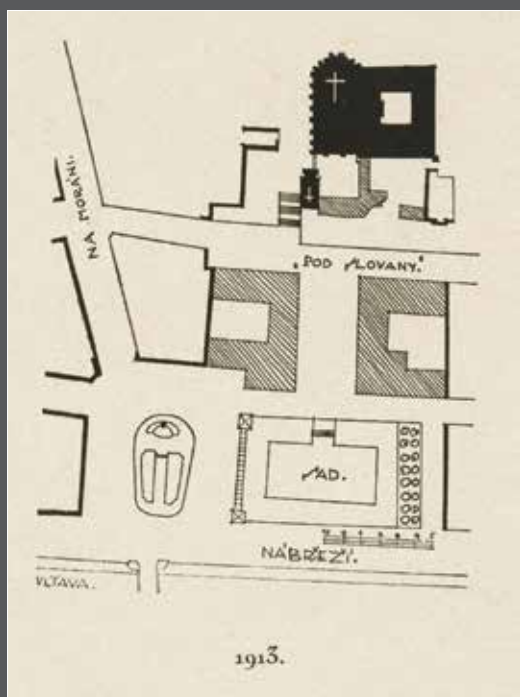 NA MORÁNI.
„POD SLOVANY."
SAD.
NÁBŘEŽÍ.
VLTAVA.
1913.